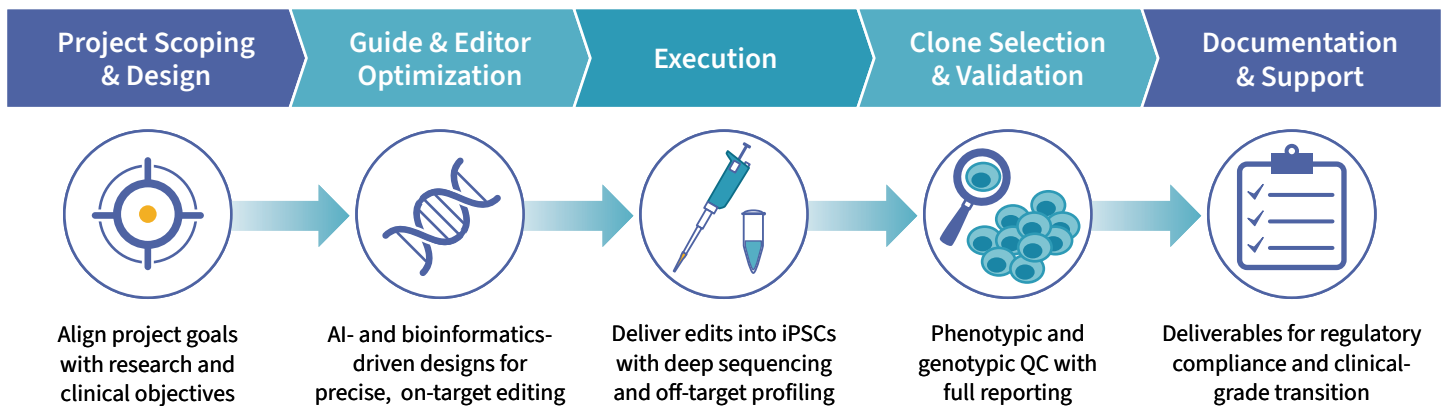 Project Scoping
& Design
Guide & Editor
Optimization
Execution
Clone Selection
& Validation
Documentation
& Support
Align project goals
with research and
clinical objectives
AI- and bioinformatics-
driven designs for
precise, on-target editing
Deliver edits into iPSCs
with deep sequencing
and off-target profiling
Phenotypic and
genotypic QC with
full reporting
Deliverables for regulatory
compliance and clinical-
grade transition